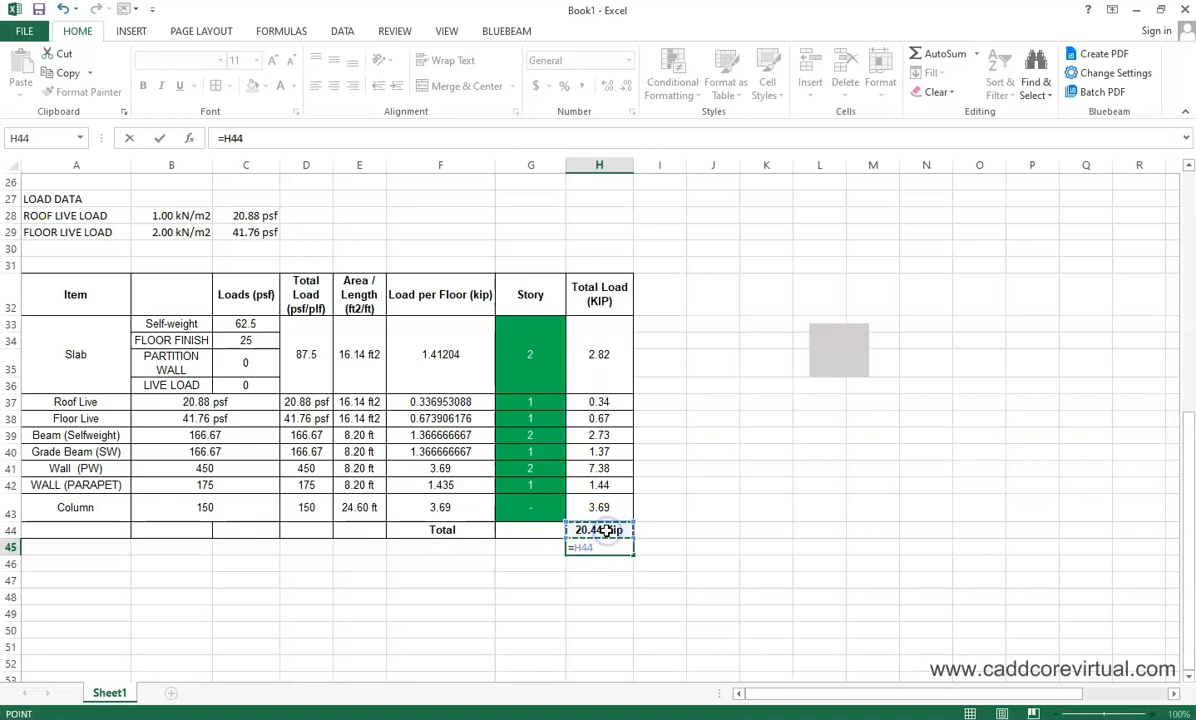 Book1 - Excel
?
FILE HOME INSERT PAGE LAYOUT FORMULAS DATA REVIEW VIEW BLUEBEAM Sign in
Paste Cut Copy Format Painter
11 A A
B I U A
Wrap Text
Merge & Center
General
$ % ,
Conditional Formatting Format as Table Cell Styles
Insert Delete Format
AutoSum Fill Clear
Sort & Filter Find & Select
Create PDF
Change Settings
Batch PDF
Clipboard Font Alignment Number Styles Cells Editing Bluebeam
H44 fx =H44
A B C D E F G H I J K L M N O P Q R
26
27 LOAD DATA
28 ROOF LIVE LOAD 1.00 kN/m2 20.88 psf
29 FLOOR LIVE LOAD 2.00 kN/m2 41.76 psf
30
31
32 Item Loads (psf) Total Load (psf/plf) Area / Length (ft2/ft) Load per Floor (kip) Story Total Load (KIP)
33 Self-weight 62.5
34 FLOOR FINISH 25
35 Slab PARTITION WALL 0 87.5 16.14 ft2 1.41204 2 2.82
36 LIVE LOAD 0
37 Roof Live 20.88 psf 20.88 psf 16.14 ft2 0.336953088 1 0.34
38 Floor Live 41.76 psf 41.76 psf 16.14 ft2 0.673906176 1 0.67
39 Beam (Selfweight) 166.67 166.67 8.20 ft 1.366666667 2 2.73
40 Grade Beam (SW) 166.67 166.67 8.20 ft 1.366666667 1 1.37
41 Wall (PW) 450 450 8.20 ft 3.69 2 7.38
42 WALL (PARAPET) 175 175 8.20 ft 1.435 1 1.44
43 Column 150 150 24.60 ft 3.69 - 3.69
44 Total 20.44 kip
45 =H44
46
47
48
49
50
51
52
53
www.caddcorevirtual.com
Sheet1
POINT 100%